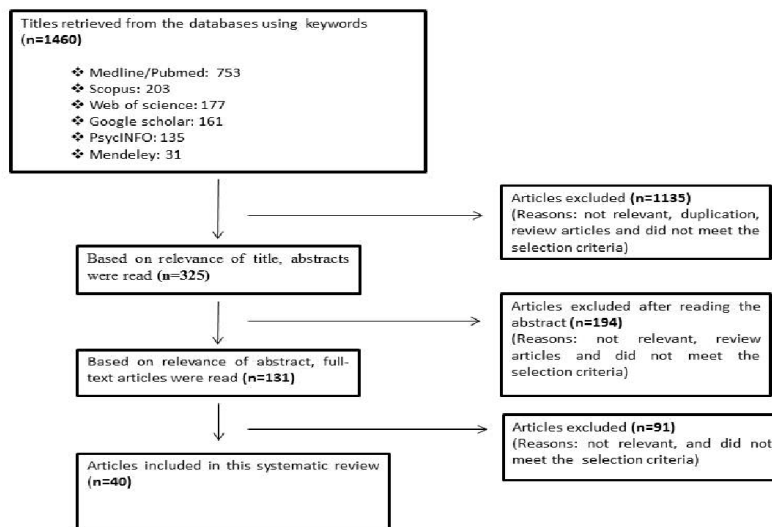 Titles retrieved from the databases using keywords
(n=1460)
❖ Medline/Pubmed: 753
❖ Scopus: 203
❖ Web of science: 177
❖ Google scholar: 161
❖ PsycINFO: 135
❖ Mendeley: 31
Articles excluded (n=1135)
(Reasons: not relevant, duplication,
review articles and did not meet the
selection criteria)
Based on relevance of title, abstracts
were read (n=325)
Articles excluded after reading the
abstract (n=194)
(Reasons: not relevant, review
articles and did not meet the
selection criteria)
Based on relevance of abstract, full-
text articles were read (n=131)
Articles excluded (n=91)
(Reasons: not relevant, and did not
meet the selection criteria)
Articles included in this systematic review
(n=40)